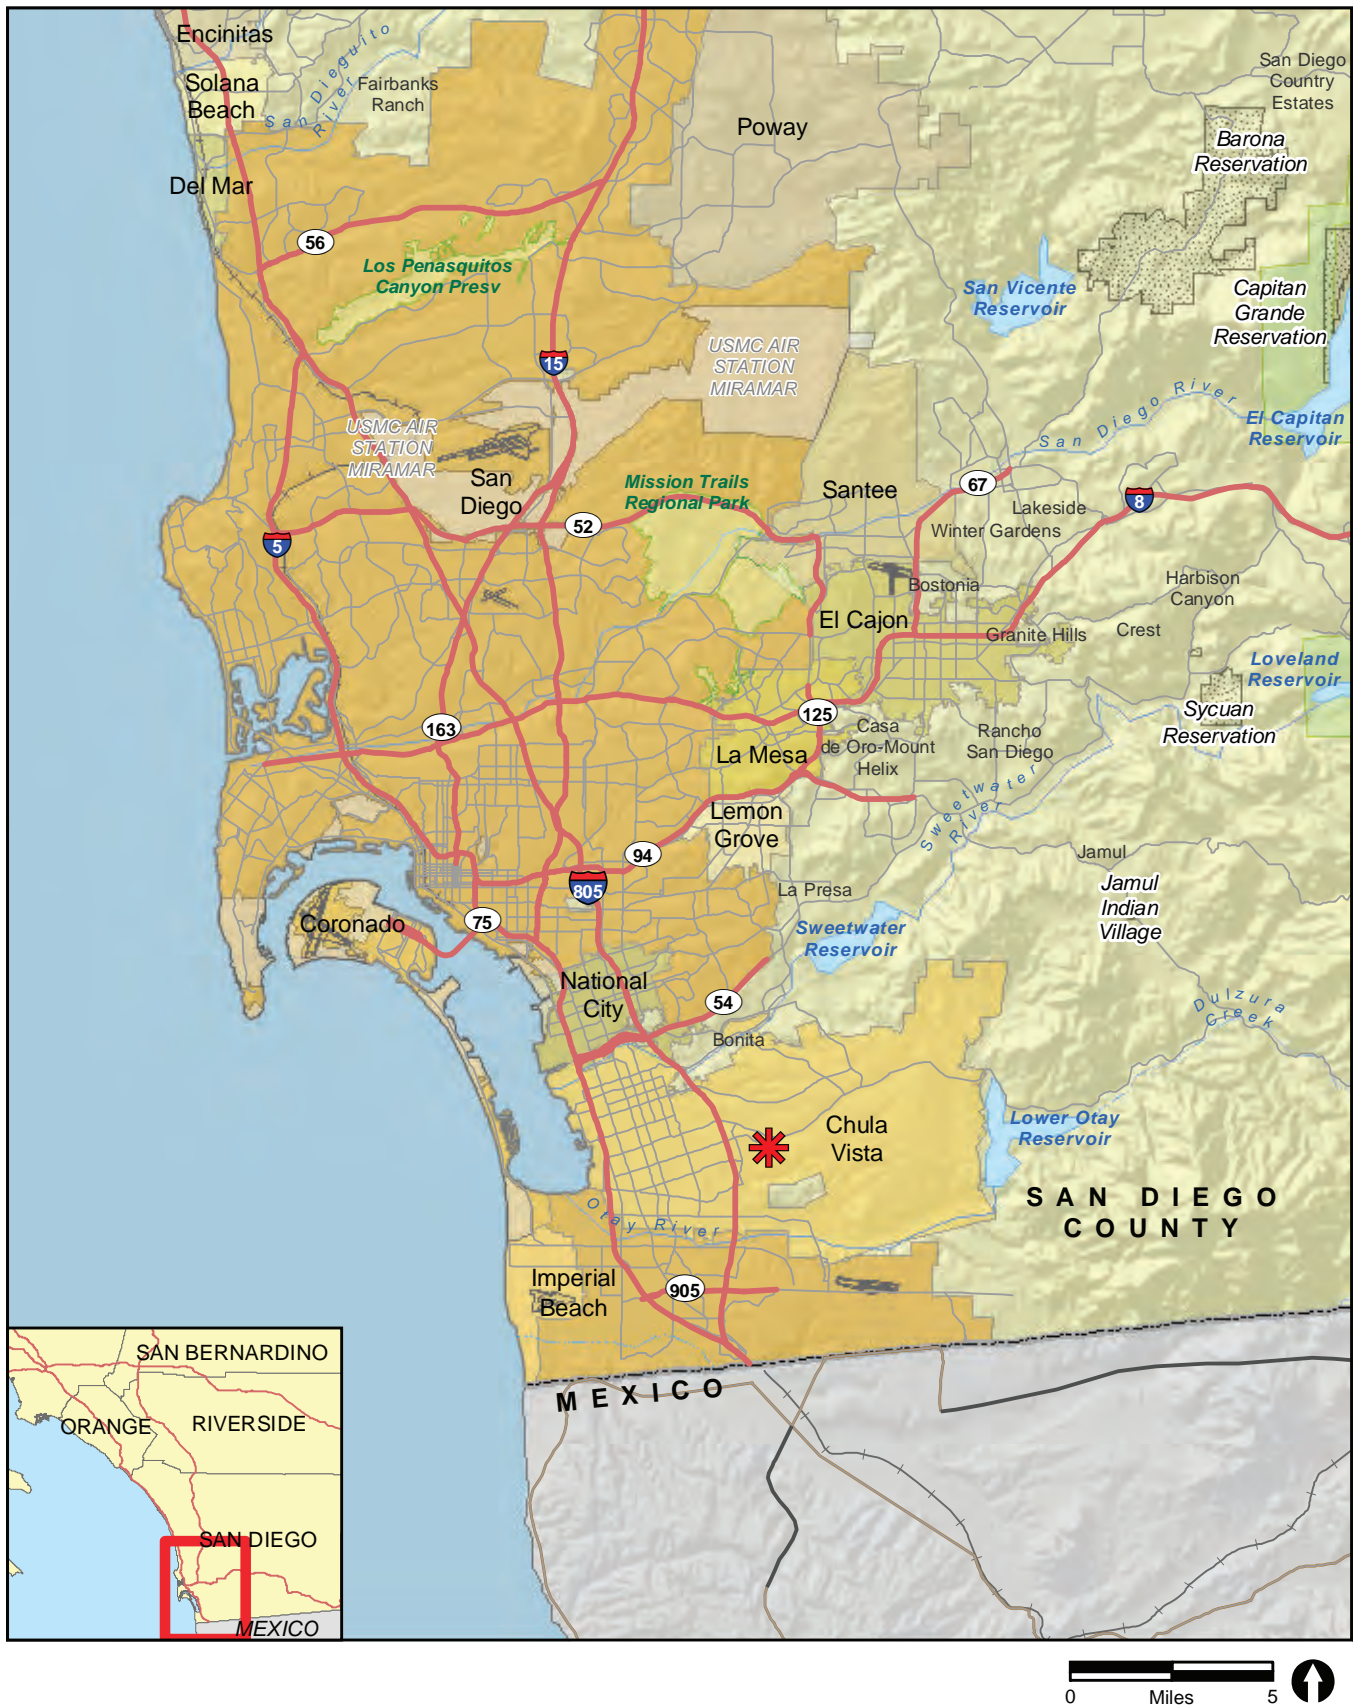 Encinitas
Solana
Beach
San Dieguito
River
Fairbanks
Ranch
Poway
San Diego
Country
Estates
Barona
Reservation
Del Mar
56
Los Penasquitos
Canyon Presv
San Vicente
Reservoir
Capitan
Grande
Reservation
15
USMC AIR
STATION
MIRAMAR
USMC AIR
STATION
MIRAMAR
San Diego River
El Capitan
Reservoir
San
Diego
Mission Trails
Regional Park
Santee
67
8
Lakeside
Winter Gardens
52
5
Bostonia
Harbison
Canyon
El Cajon
Granite Hills
Crest
Loveland
Reservoir
Sycuan
Reservation
163
125
Casa
de Oro-Mount
Helix
Rancho
San Diego
La Mesa
Sweetwater
River
Lemon
Grove
94
Jamul
Jamul
Indian
Village
805
La Presa
Coronado
75
Sweetwater
Reservoir
National
City
54
Dulzura
Creek
Bonita
Chula
Vista
Lower Otay
Reservoir
SAN DIEGO
COUNTY
Otay River
Imperial
Beach
905
MEXICO
SAN BERNARDINO
ORANGE
RIVERSIDE
SAN DIEGO
MEXICO
0 Miles 5